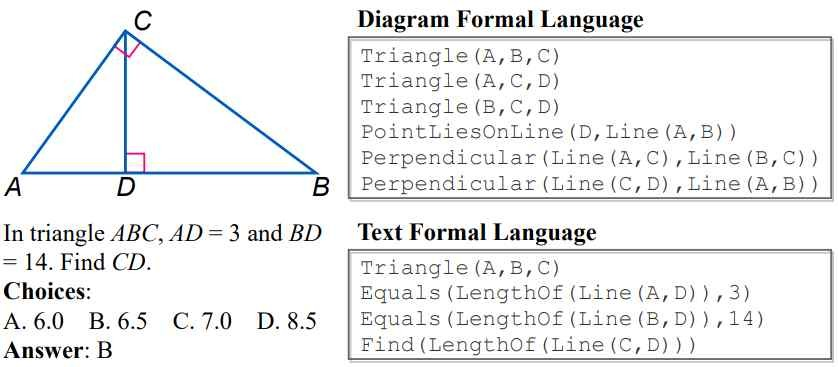 C
A
D
B
In triangle ABC, AD = 3 and BD
= 14. Find CD.
Choices:
A. 6.0 B. 6.5 C. 7.0 D. 8.5
Answer: B
Diagram Formal Language
Triangle(A,B,C)
Triangle(A,C,D)
Triangle(B,C,D)
PointLiesOnLine(D,Line(A,B))
Perpendicular(Line(A,C),Line(B,C))
Perpendicular(Line(C,D),Line(A,B))
Text Formal Language
Triangle(A,B,C)
Equals(LengthOf(Line(A,D)),3)
Equals(LengthOf(Line(B,D)),14)
Find(LengthOf(Line(C,D)))